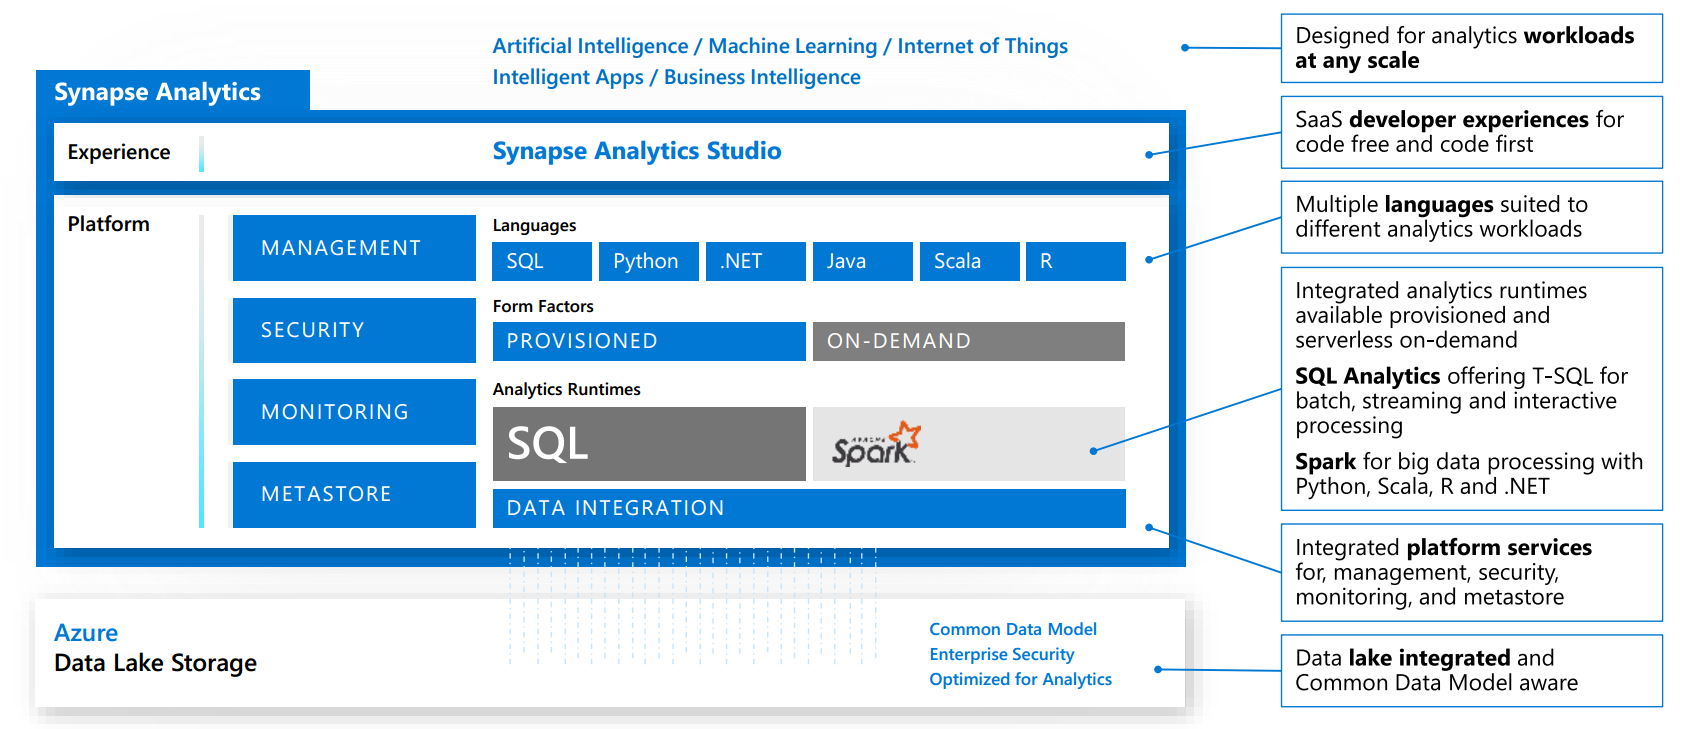 Artificial Intelligence / Machine Learning / Internet of Things
Intelligent Apps / Business Intelligence
Synapse Analytics
Experience
Synapse Analytics Studio
Platform
MANAGEMENT
SECURITY
MONITORING
METASTORE
Languages
SQL
Python
.NET
Java
Scala
R
Form Factors
PROVISIONED
ON-DEMAND
Analytics Runtimes
SQL
APACHE
Spark
DATA INTEGRATION
Azure
Data Lake Storage
Common Data Model
Enterprise Security
Optimized for Analytics
Designed for analytics workloads
at any scale
SaaS developer experiences for
code free and code first
Multiple languages suited to
different analytics workloads
Integrated analytics runtimes
available provisioned and
serverless on-demand
SQL Analytics offering T-SQL for
batch, streaming and interactive
processing
Spark for big data processing with
Python, Scala, R and .NET
Integrated platform services
for, management, security,
monitoring, and metastore
Data lake integrated and
Common Data Model aware